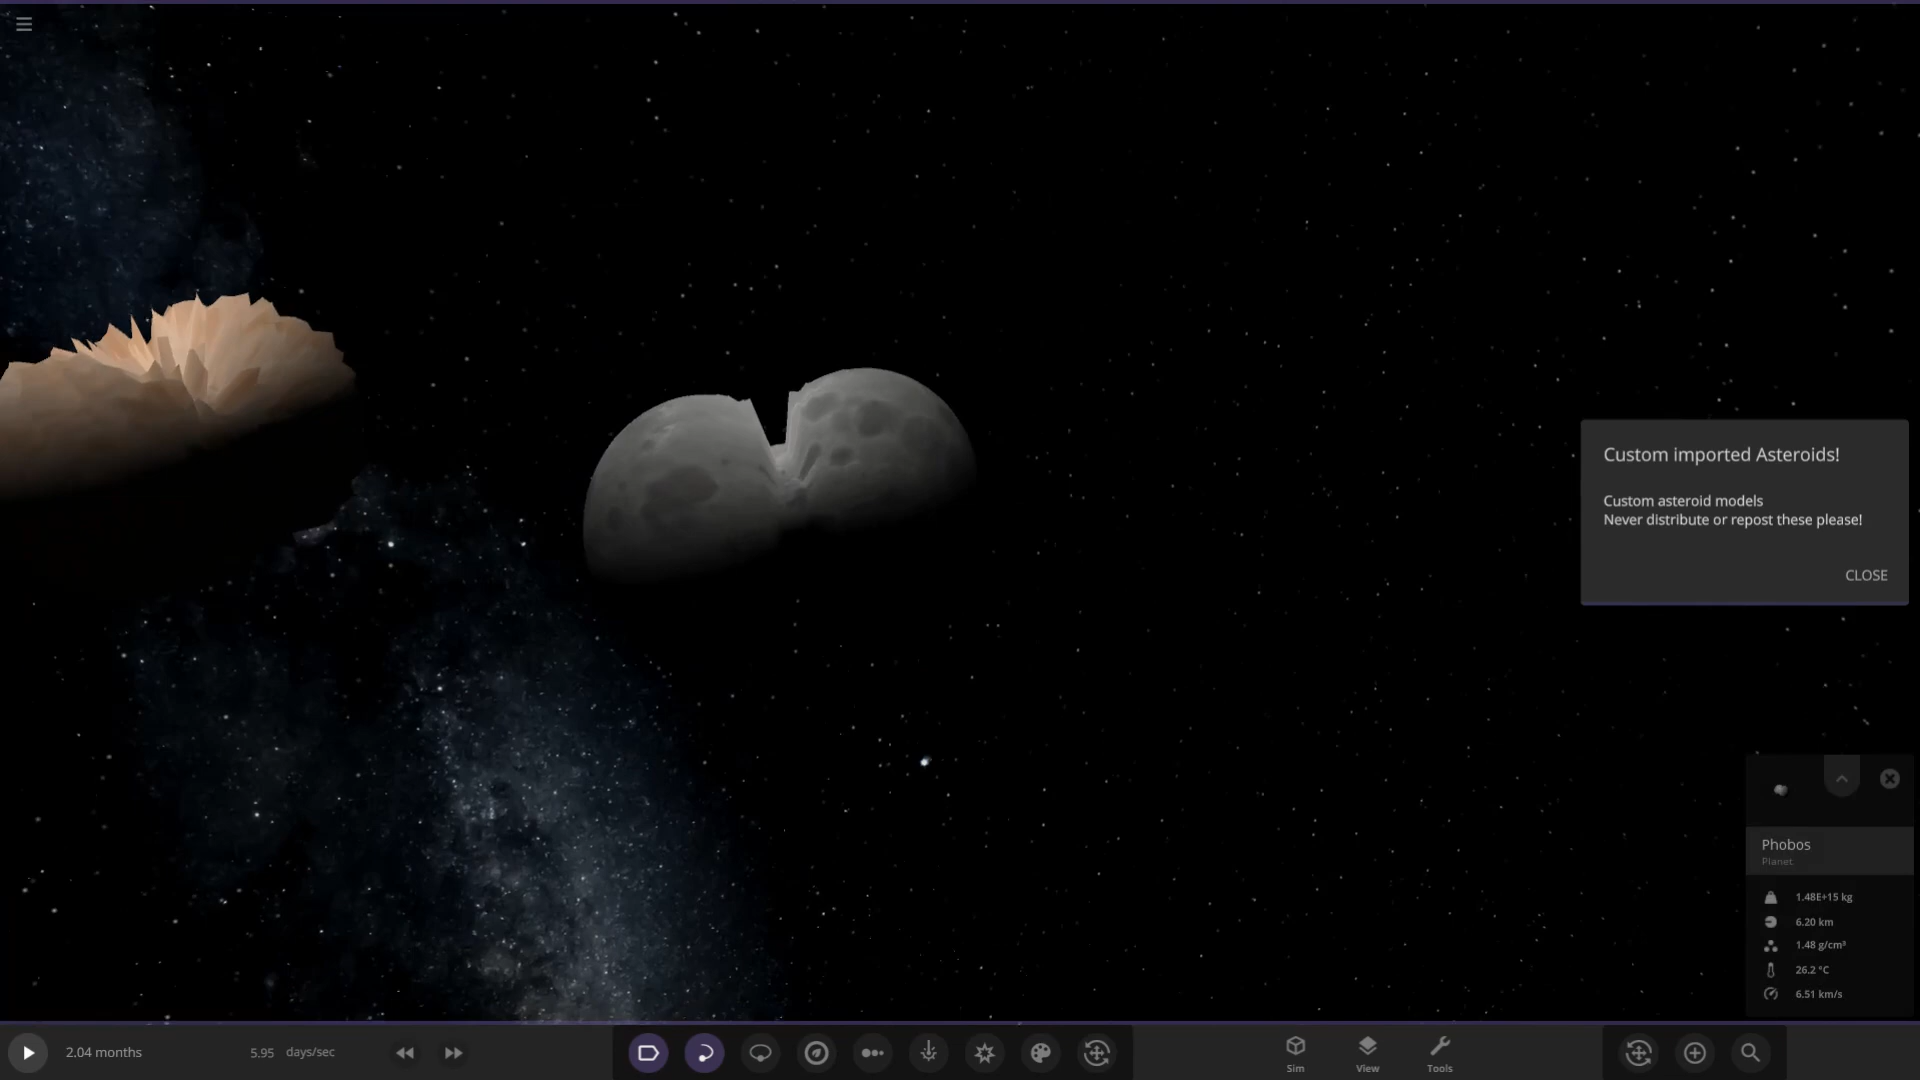 Custom imported Asteroids!
Custom asteroid models
Never distribute or repost these please!
CLOSE
Phobos
Planet
1.48E+15 kg
6.20 km
1.48 g/cm³
26.2 °C
6.51 km/s
2.04 months
5.95 days/sec
Sim
View
Tools